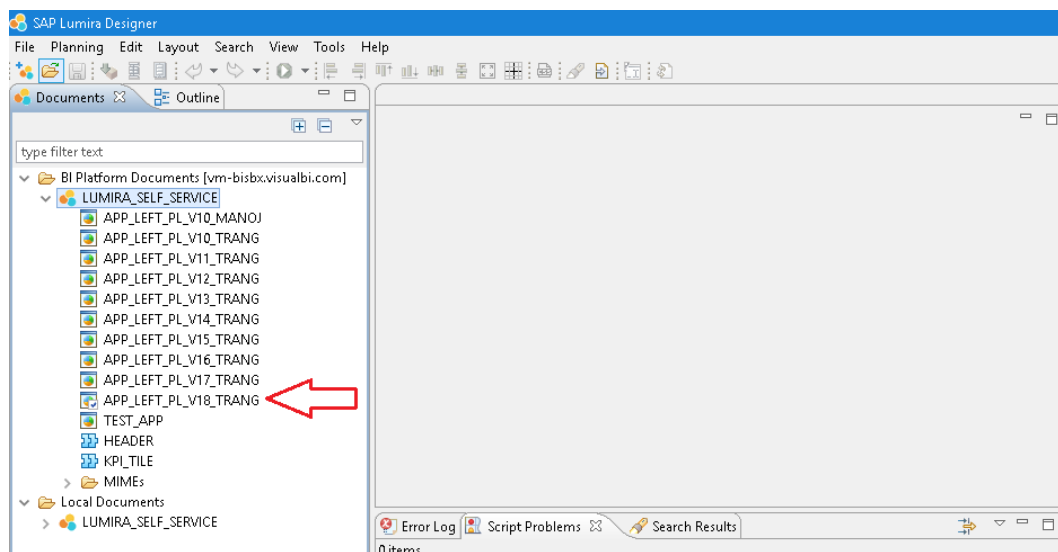 SAP Lumira Designer
File Planning Edit Layout Search View Tools Help
Documents Outline
type filter text
BI Platform Documents [vm-bisbx.visualbi.com]
LUMIRA_SELF_SERVICE
APP_LEFT_PL_V10_MANOJ
APP_LEFT_PL_V10_TRANG
APP_LEFT_PL_V11_TRANG
APP_LEFT_PL_V12_TRANG
APP_LEFT_PL_V13_TRANG
APP_LEFT_PL_V14_TRANG
APP_LEFT_PL_V15_TRANG
APP_LEFT_PL_V16_TRANG
APP_LEFT_PL_V17_TRANG
APP_LEFT_PL_V18_TRANG
TEST_APP
HEADER
KPI_TILE
MIMEs
Local Documents
LUMIRA_SELF_SERVICE
Error Log Script Problems Search Results
0 items